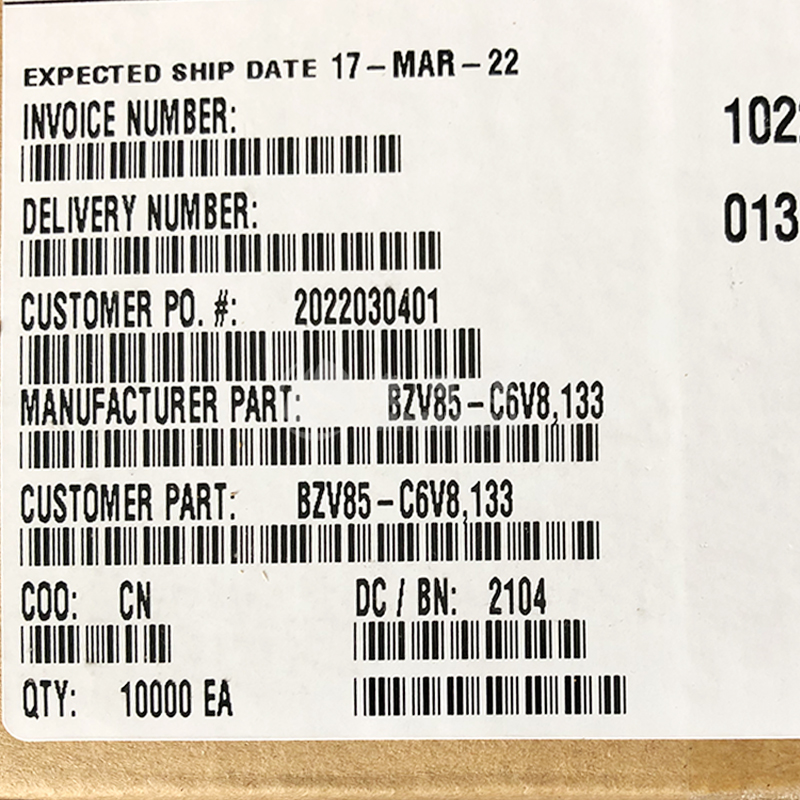 EXPECTED SHIP DATE 17-MAR-22
INVOICE NUMBER:
DELIVERY NUMBER:
CUSTOMER PO. #: 2022030401
MANUFACTURER PART: BZV85-C6V8,133
CUSTOMER PART: BZV85-C6V8,133
COO: CN DC / BN: 2104
QTY: 10000 EA
102
013